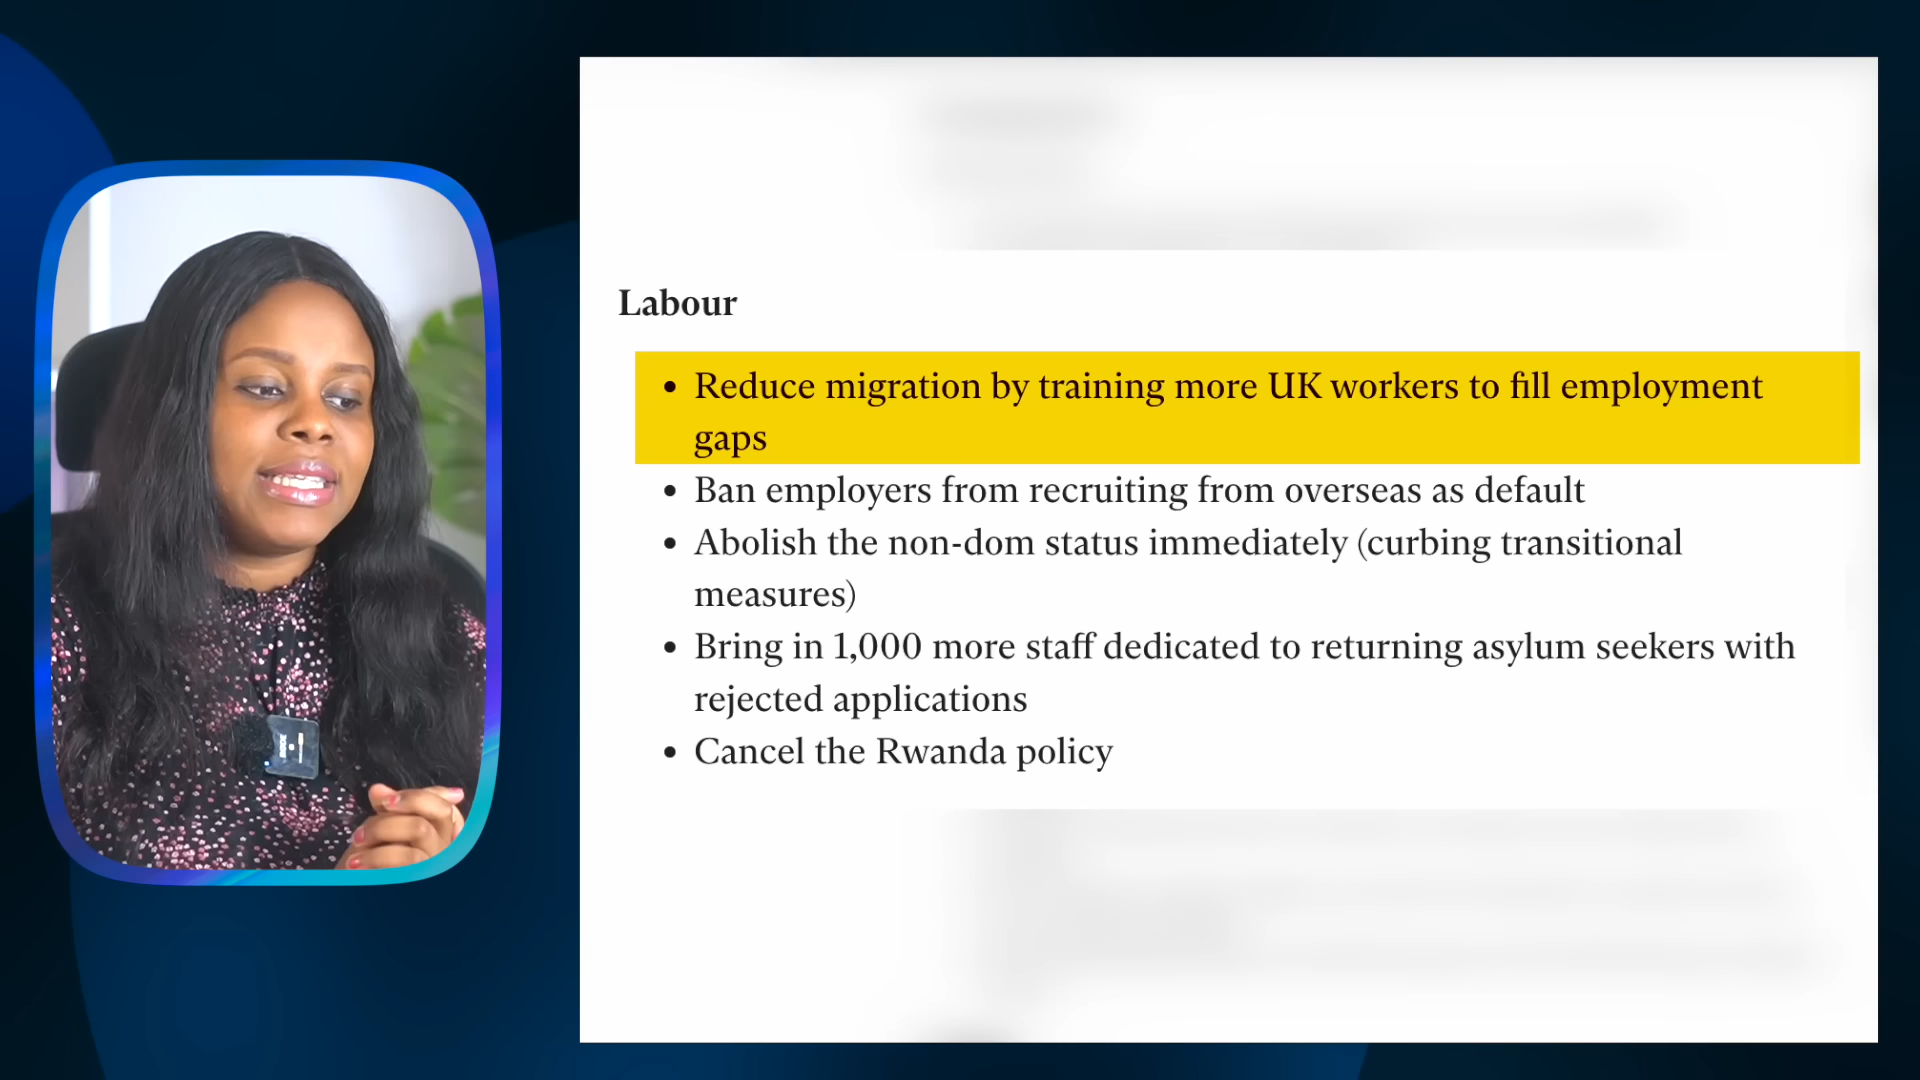 Labour
• Reduce migration by training more UK workers to fill employment
gaps
• Ban employers from recruiting from overseas as default
• Abolish the non-dom status immediately (curbing transitional
measures)
• Bring in 1,000 more staff dedicated to returning asylum seekers with
rejected applications
• Cancel the Rwanda policy
RODE